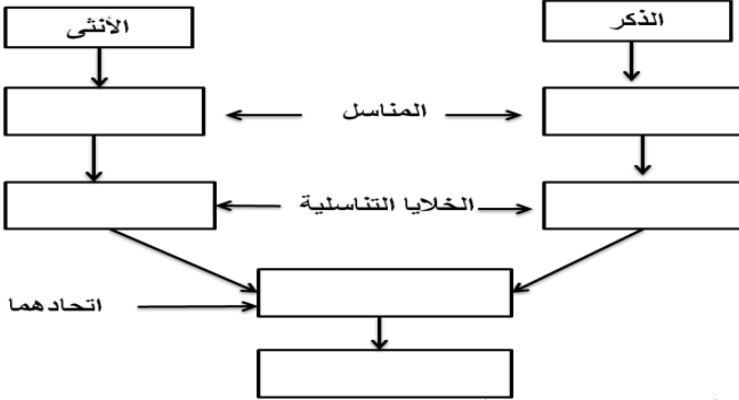 الذكر
الأنثى
المناسل
الخلايا التناسلية
اتحادهما